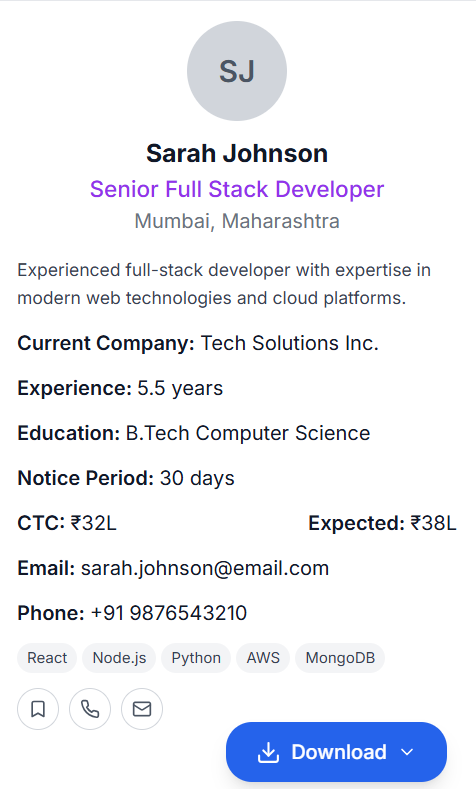 SJ
Sarah Johnson
Senior Full Stack Developer
Mumbai, Maharashtra
Experienced full-stack developer with expertise in
modern web technologies and cloud platforms.
Current Company: Tech Solutions Inc.
Experience: 5.5 years
Education: B.Tech Computer Science
Notice Period: 30 days
CTC: ₹32L Expected: ₹38L
Email: sarah.johnson@email.com
Phone: +91 9876543210
React Node.js Python AWS MongoDB
Download